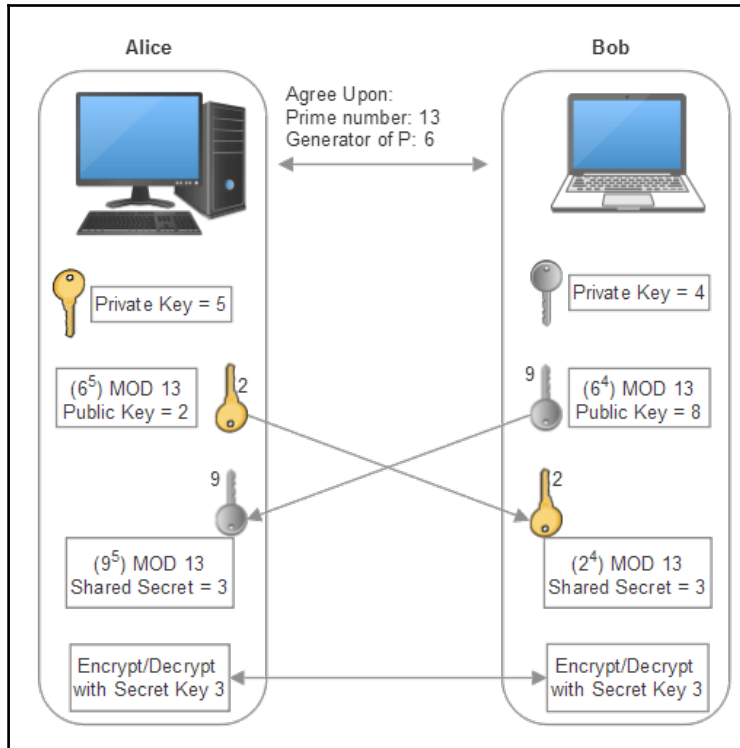 Alice
Bob
Agree Upon:
Prime number: 13
Generator of P: 6
Private Key = 5
Private Key = 4
(6⁵) MOD 13
Public Key = 2
2
9
(6⁴) MOD 13
Public Key = 8
9
2
(9⁵) MOD 13
Shared Secret = 3
(2⁴) MOD 13
Shared Secret = 3
Encrypt/Decrypt
with Secret Key 3
Encrypt/Decrypt
with Secret Key 3